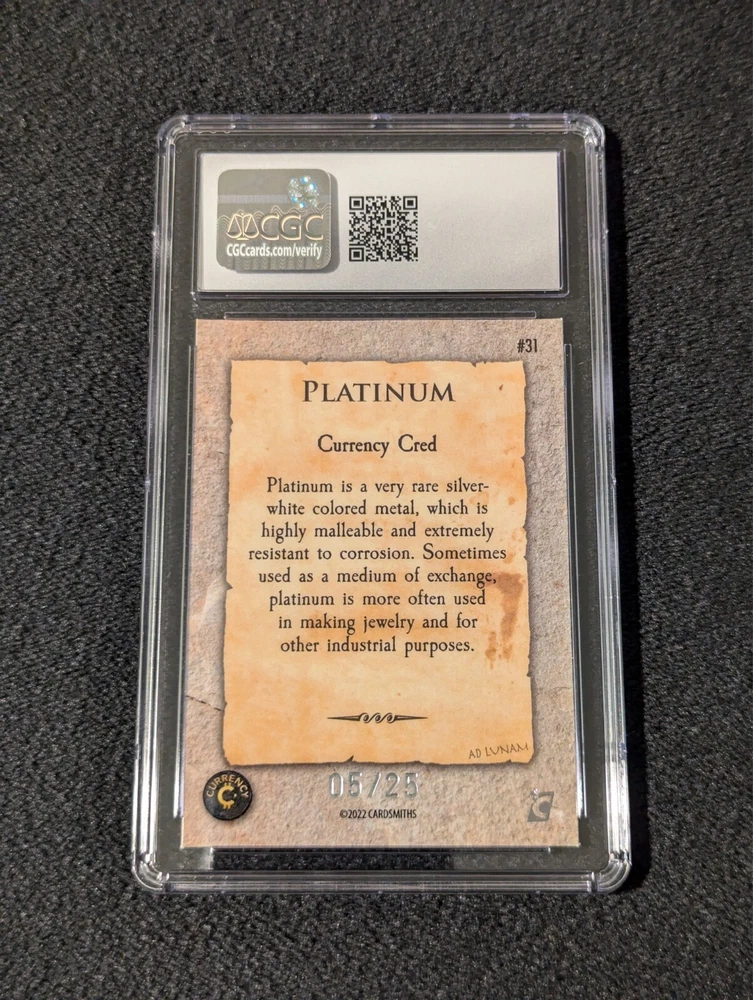 CGC
CGCcards.com/verify
#31
PLATINUM
Currency Cred
Platinum is a very rare silver-
white colored metal, which is
highly malleable and extremely
resistant to corrosion. Sometimes
used as a medium of exchange,
platinum is more often used
in making jewelry and for
other industrial purposes.
AD LUNAM
CURRENCY
C
05/25
©2022 CARDSMITHS
C